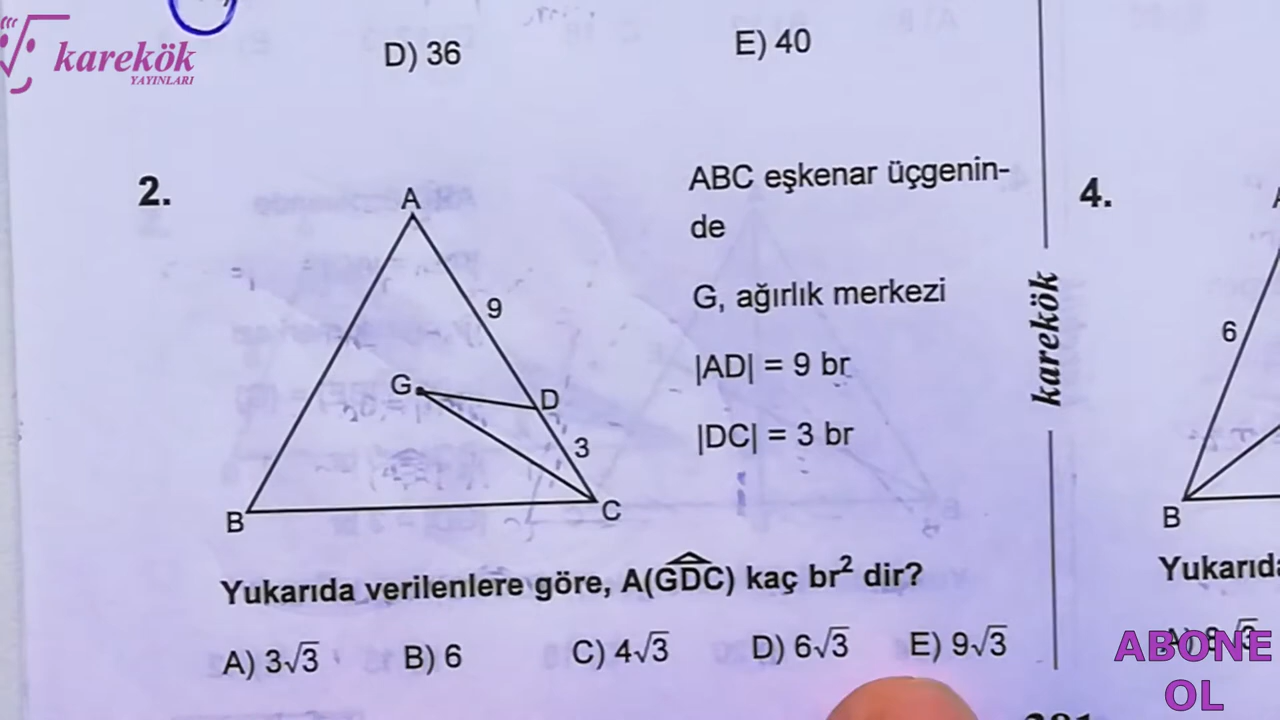 karekök
YAYINLARI
D) 36
E) 40
2.
A
9
G
D
3
B
C
ABC eşkenar üçgenin-
de
G, ağırlık merkezi
|AD| = 9 br
|DC| = 3 br
Yukarıda verilenlere göre, A(GDC) kaç br² dir?
A) 3√3
B) 6
C) 4√3
D) 6√3
E) 9√3
karekök
4.
6
B
Yukarıda
ABONE
OL